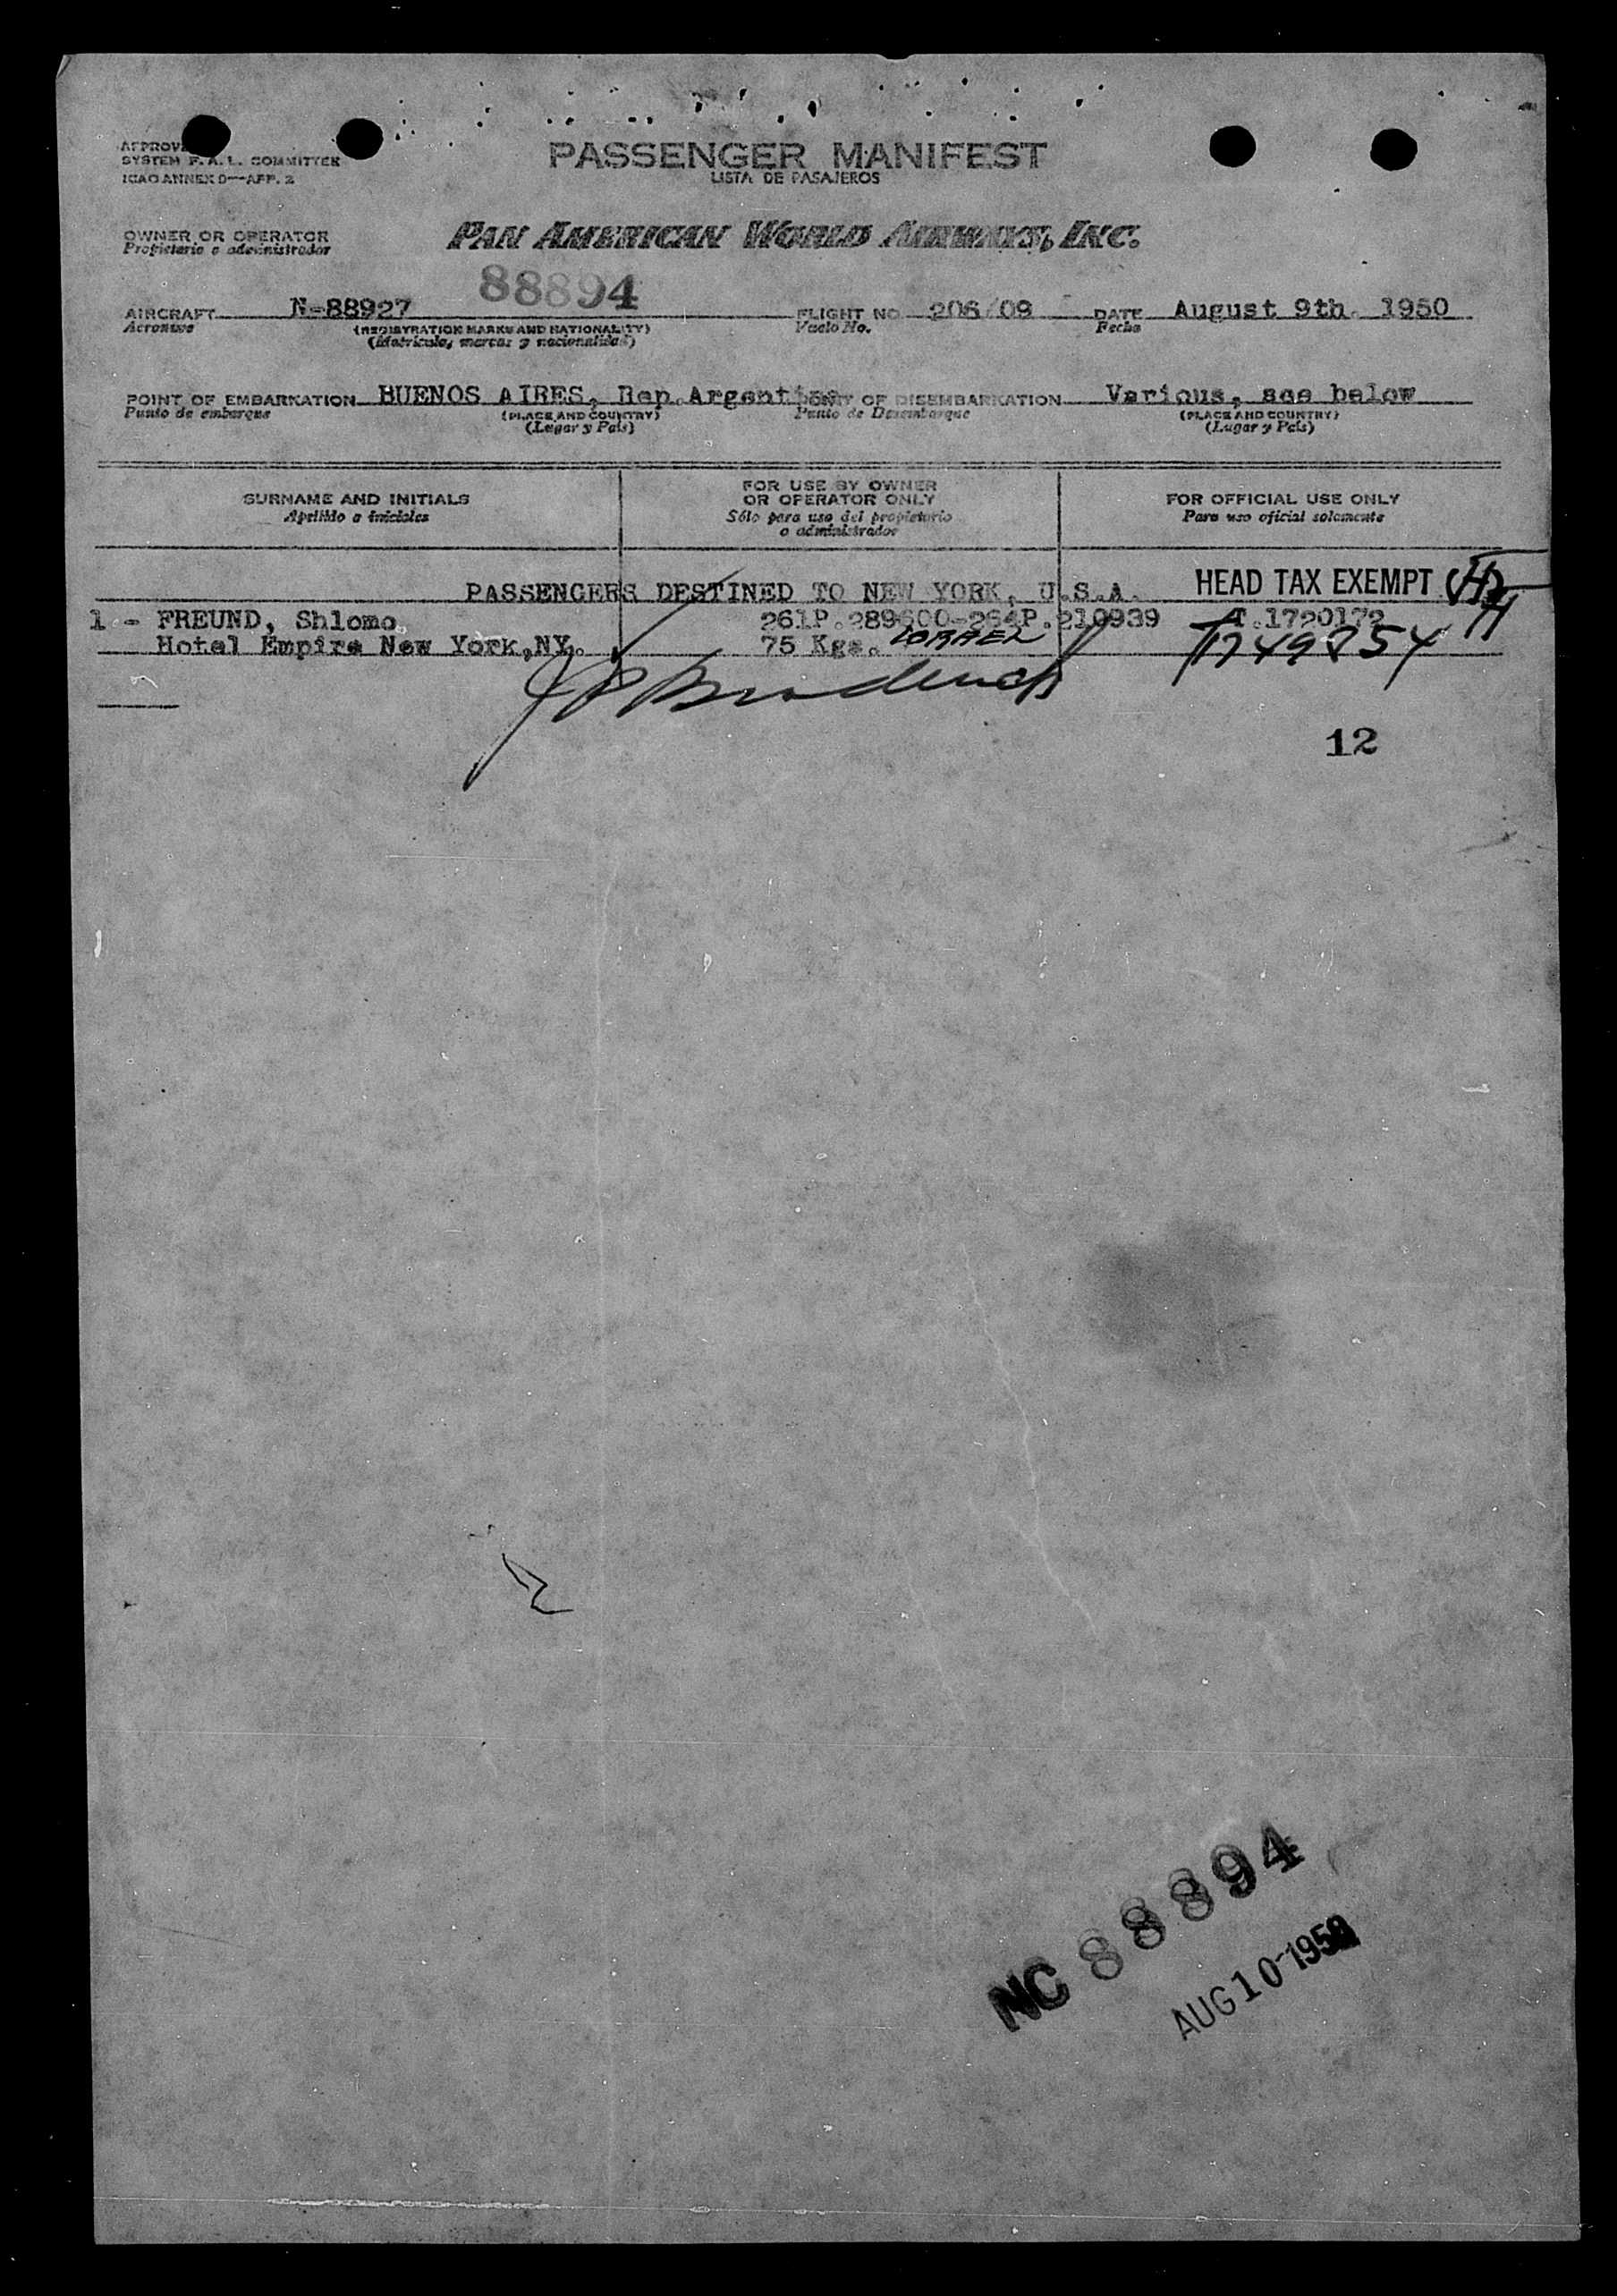 SYSTEM F. A. L. COMMITTEE
ICAO ANNEX 9—APP. 2
PASSENGER MANIFEST
LISTA DE PASAJEROS
OWNER OR OPERATOR
Propietario o administrador
PAN AMERICAN WORLD AIRWAYS, INC.
88894
AIRCRAFT N-88927 FLIGHT NO 206/09 DATE August 9th. 1950
Aeronave (REGISTRATION MARKS AND NATIONALITY) Vuelo No. Fecha
(Matrícula, marcas y nacionalidad)
POINT OF EMBARKATION BUENOS AIRES, Rep. Argentina POINT OF DISEMBARKATION Various, see below
Punto de embarque (PLACE AND COUNTRY) Punto de Desembarque (PLACE AND COUNTRY)
(Lugar y País) (Lugar y País)
SURNAME AND INITIALS
Apellido e iniciales
FOR USE BY OWNER
OR OPERATOR ONLY
Sólo para uso del propietario
o administrador
FOR OFFICIAL USE ONLY
Para uso oficial solamente
PASSENGERS DESTINED TO NEW YORK, U.S.A. HEAD TAX EXEMPT (H)
1 - FREUND, Shlomo 261P.289600-264P.210939 T.1720172 H
Hotel Empire New York,NY. 75 Kgs. ISRAEL
12
NC 88894
AUG 10 1950